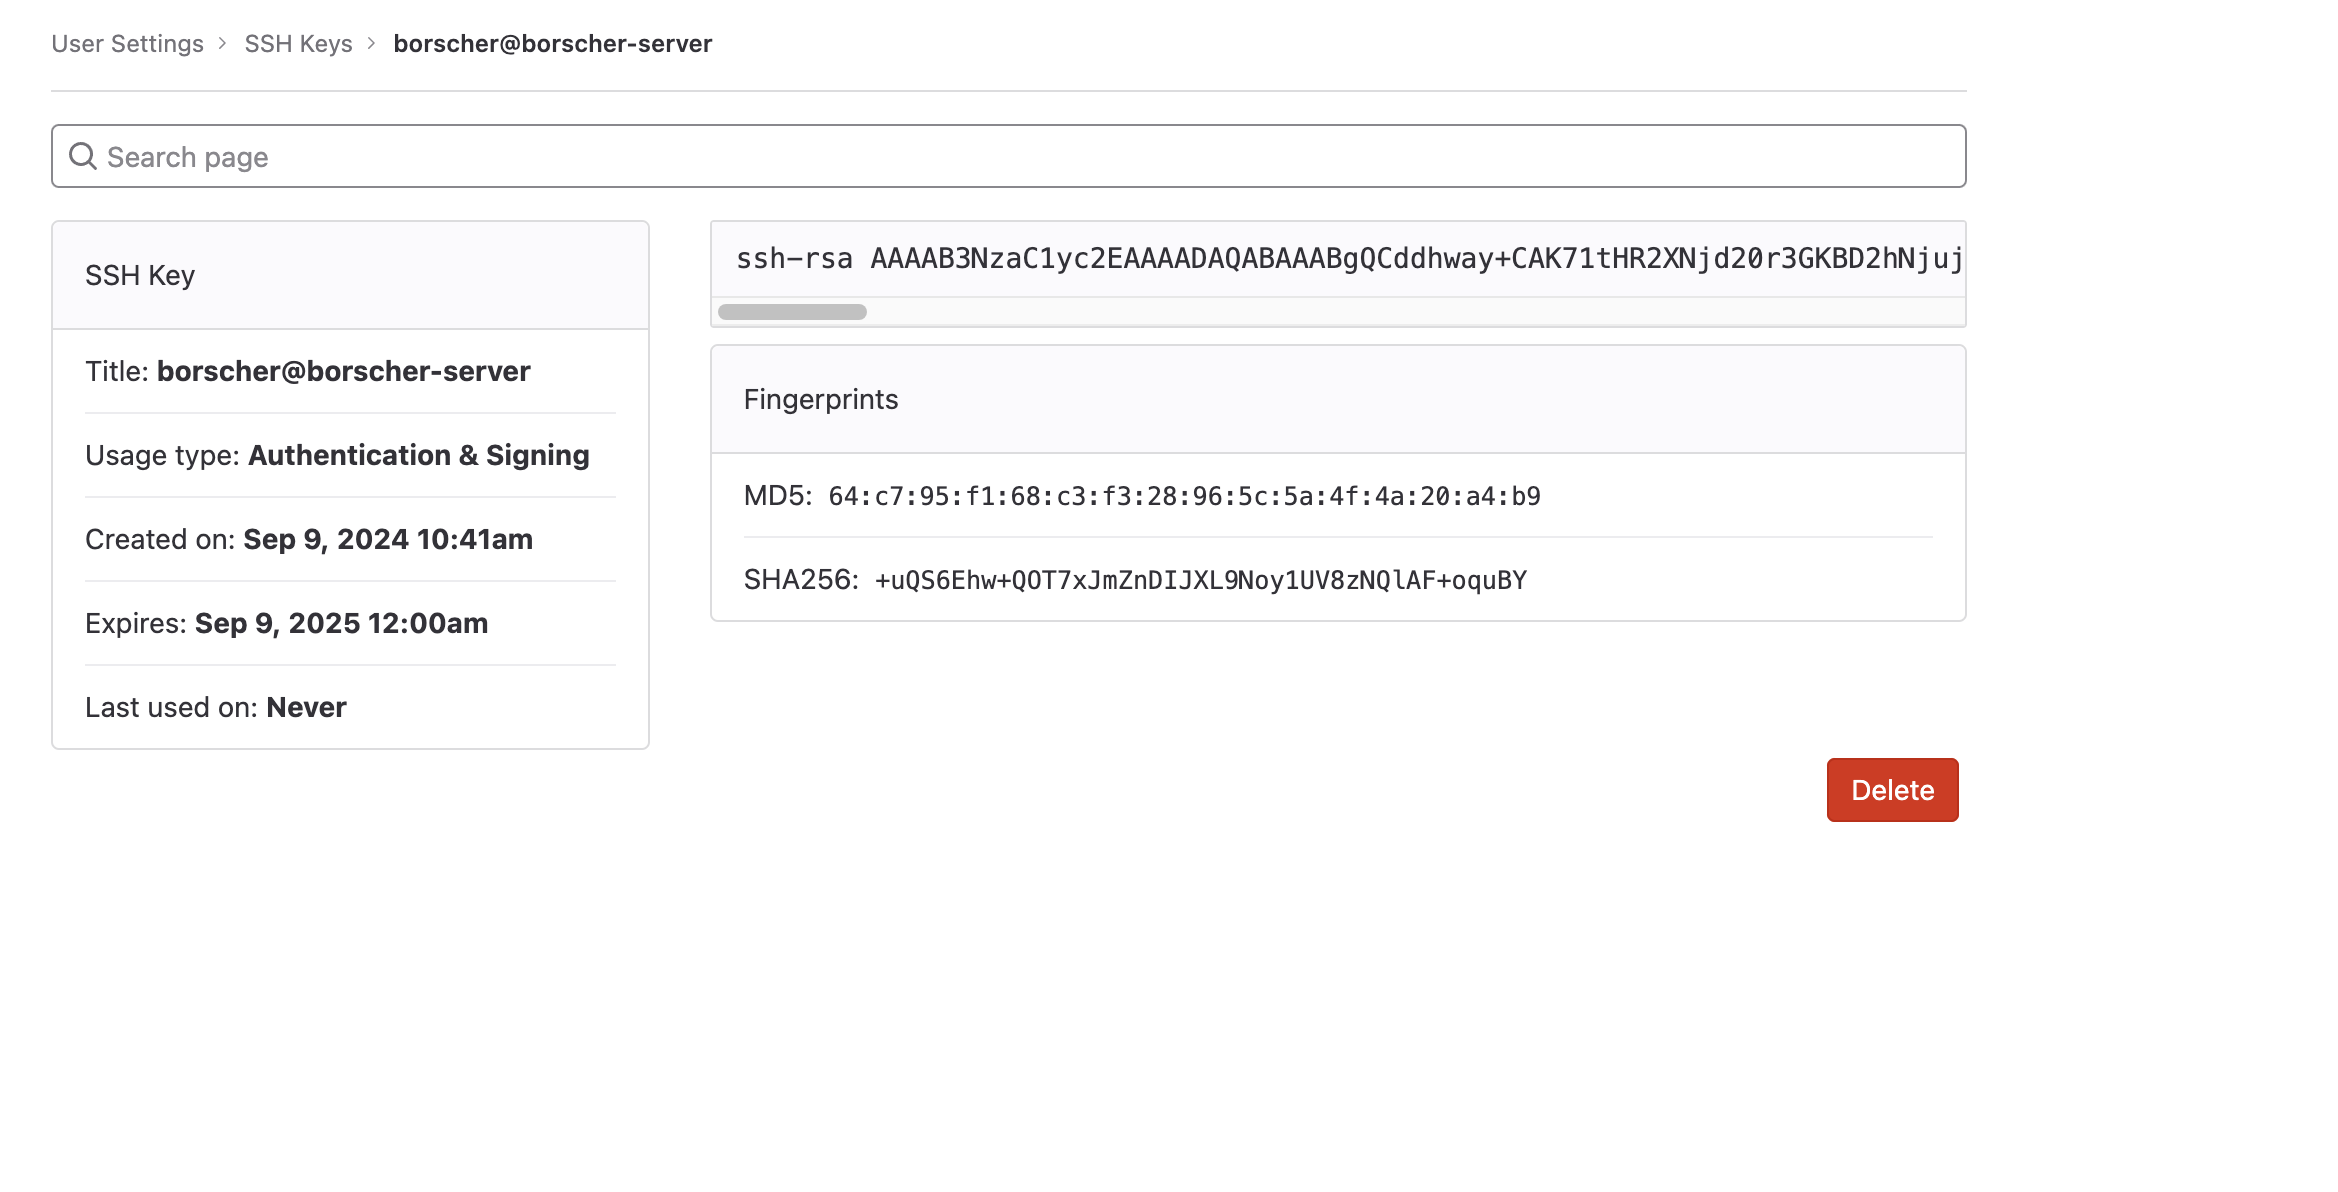 User Settings > SSH Keys > borscher@borscher-server
Search page
SSH Key
Title: borscher@borscher-server
Usage type: Authentication & Signing
Created on: Sep 9, 2024 10:41am
Expires: Sep 9, 2025 12:00am
Last used on: Never
ssh-rsa AAAAB3NzaC1yc2EAAAADAQABAAABgQCddhway+CAK71tHR2XNjd20r3GKBD2hNjuj
Fingerprints
MD5: 64:c7:95:f1:68:c3:f3:28:96:5c:5a:4f:4a:20:a4:b9
SHA256: +uQS6Ehw+QOT7xJmZnDIJXL9Noy1UV8zNQlAF+oquBY
Delete